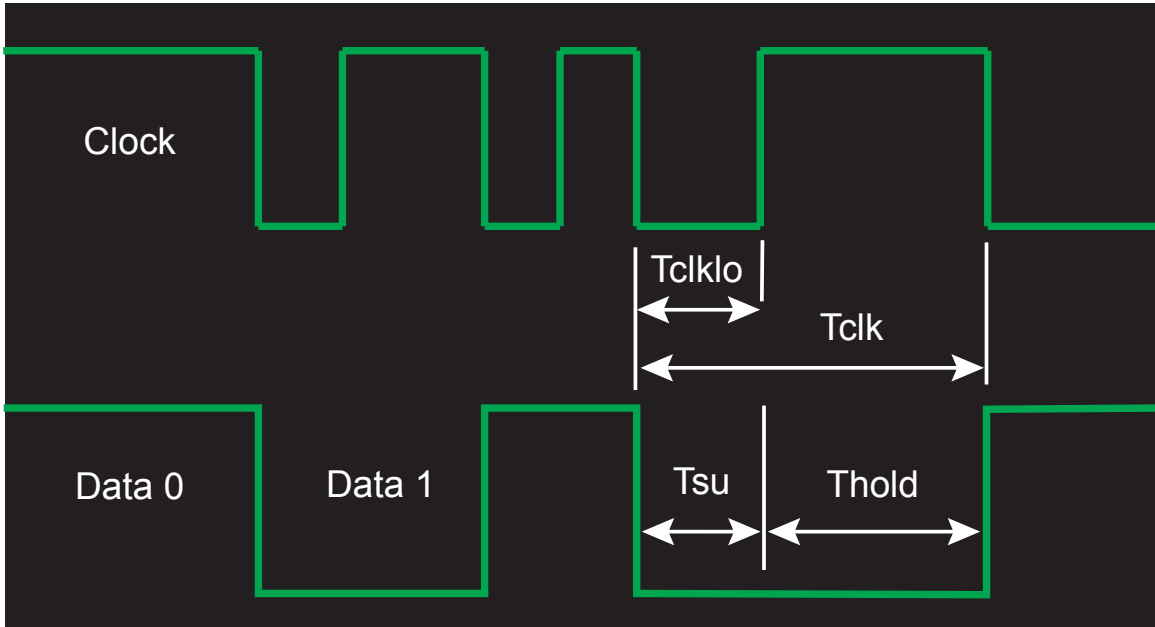 Clock
Tclklo
Tclk
Data 0
Data 1
Tsu
Thold